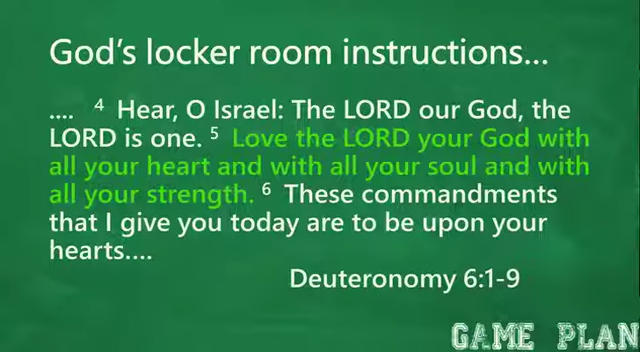 God's locker room instructions...
.... 4 Hear, O Israel: The LORD our God, the
LORD is one. 5 Love the LORD your God with
all your heart and with all your soul and with
all your strength. 6 These commandments
that I give you today are to be upon your
hearts....
Deuteronomy 6:1-9
GAME PLAN